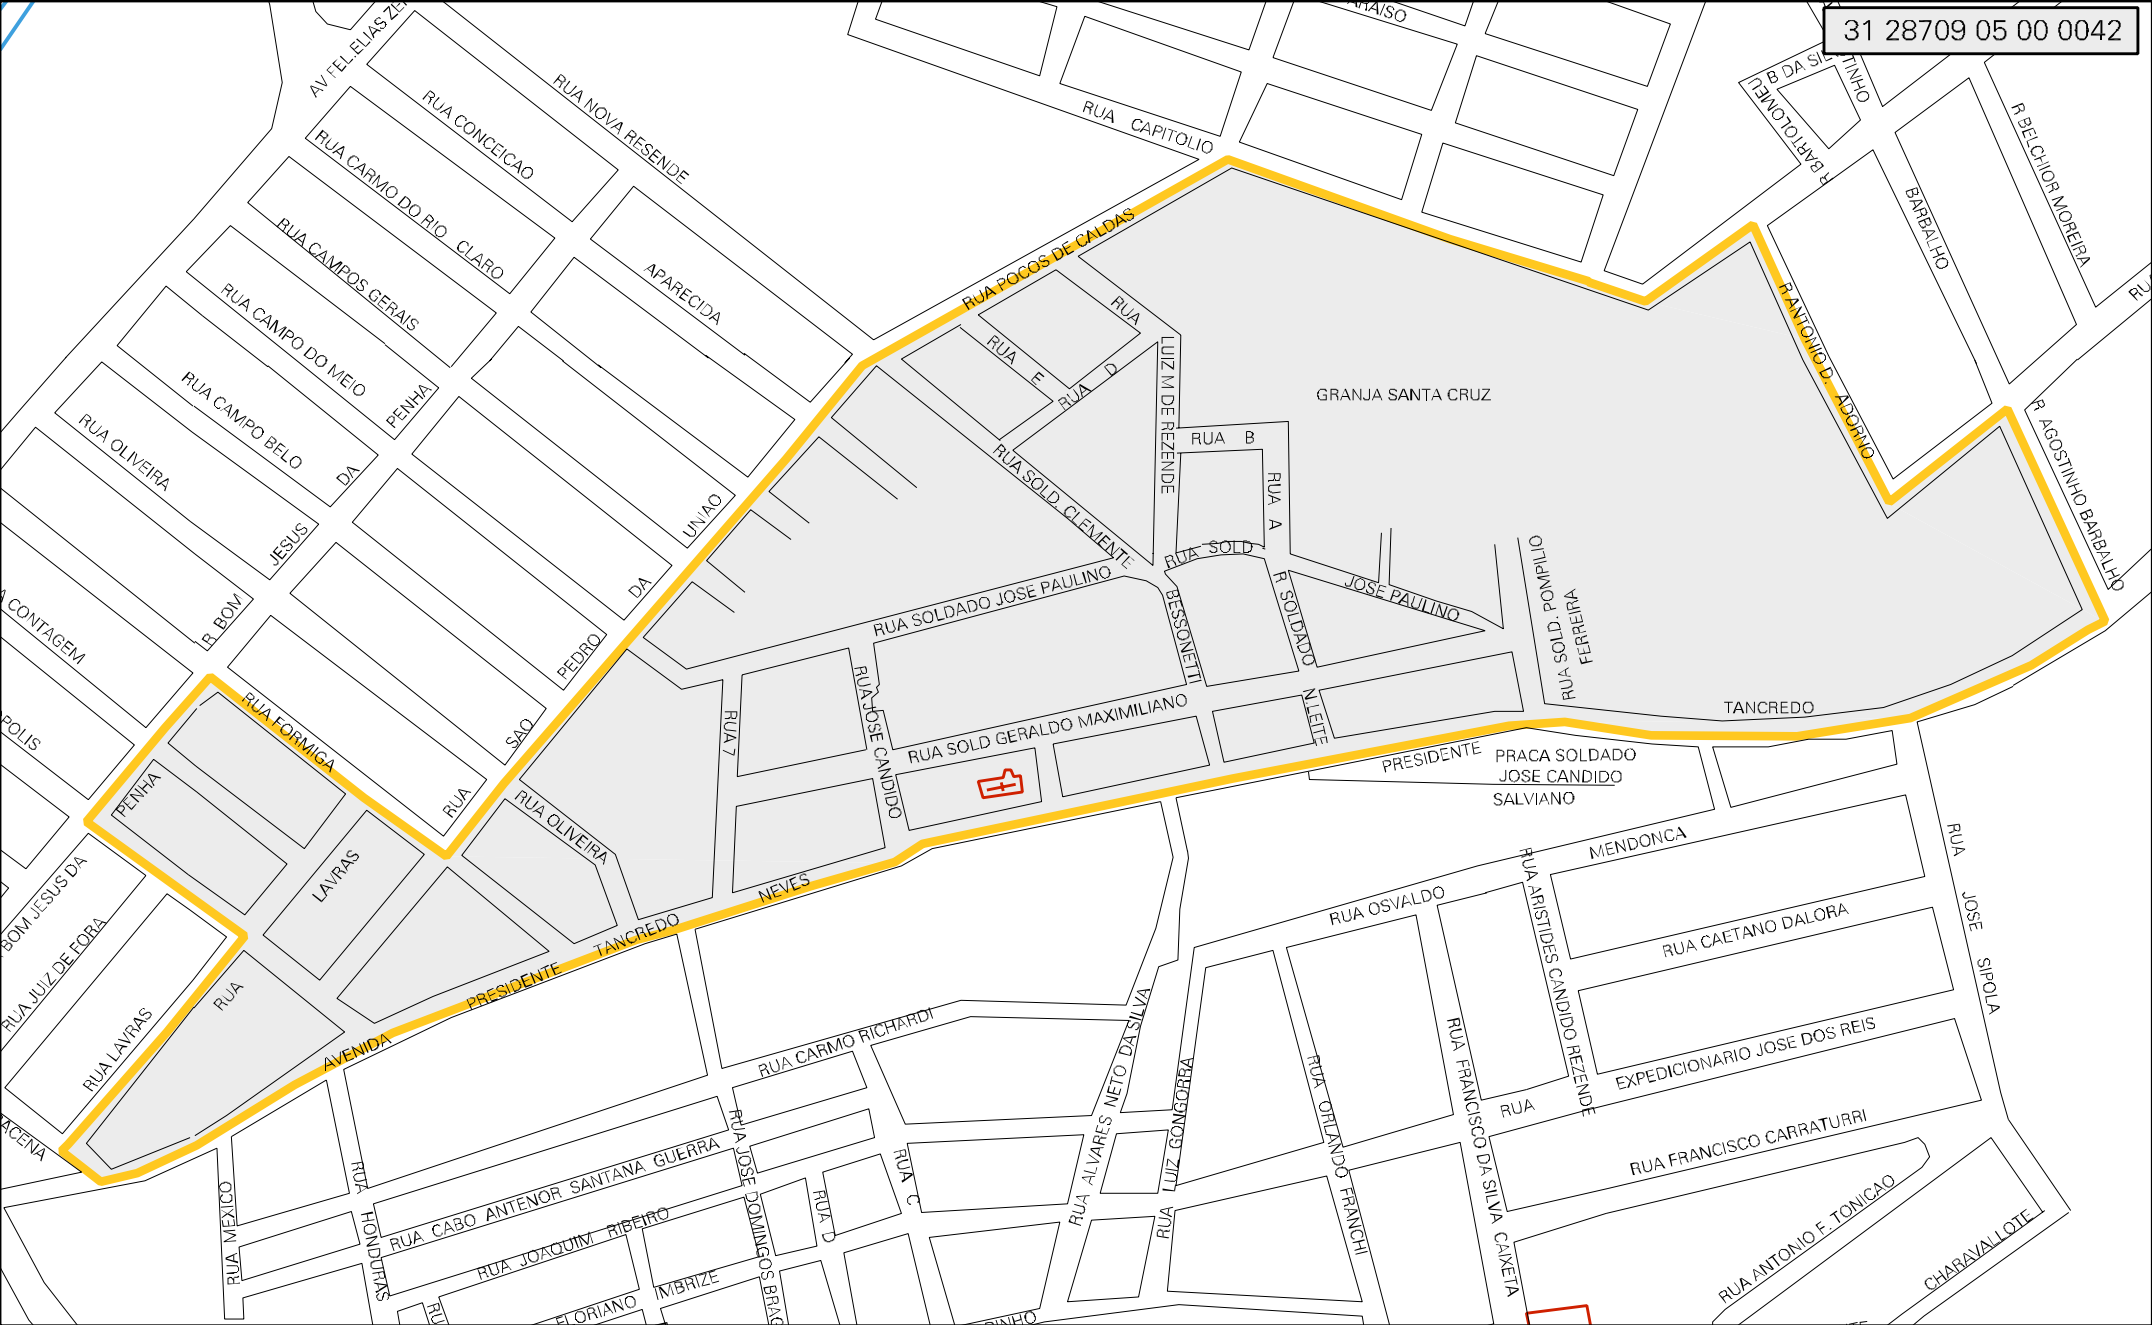 31 28709 05 00 0042
AV FEL.ELIAS
RUA NOVA RESENDE
RUA CONCEICAO
RUA CARMO DO RIO CLARO
RUA CAMPOS GERAIS
RUA CAMPO DO MEIO
RUA CAMPO BELO
RUA OLIVEIRA
APARECIDA
RUA CAPITOLIO
B DA
R BARTOLOMEU
R BELCHIOR MOREIRA
BARBALHO
RUA POCOS DE CALDAS
RUA
LUIZ M DE REZENDE
RUA E
RUA D
RUA B
RUA A
GRANJA SANTA CRUZ
R ANTONIO D. ADORNO
R AGOSTINHO BARBALHO
RUA SOLD. CLEMENTE
BESSONETTI
RUA SOLD
JOSE PAULINO
RUA SOLDADO JOSE PAULINO
R SOLDADO
N.LEITE
RUA SOLD. POMPILIO
FERREIRA
TANCREDO
R. BOM
JESUS
DA
PENHA
RUA
SAO
PEDRO
DA
UNIAO
CONTAGEM
RUA FORMIGA
PENHA
LAVRAS
RUA
RUA OLIVEIRA
RUA 7
RUA JOSE CANDIDO
RUA SOLD GERALDO MAXIMILIANO
PRESIDENTE
PRACA SOLDADO
JOSE CANDIDO
SALVIANO
BOM JESUS DA
RUA JUIZ DE FORA
RUA LAVRAS
AVENIDA
PRESIDENTE
TANCREDO
NEVES
RUA OSVALDO
MENDONCA
RUA ARISTIDES CANDIDO REZENDE
RUA CAETANO DALORA
RUA
JOSE
SIPOLA
RUA
EXPEDICIONARIO JOSE DOS REIS
RUA FRANCISCO CARRATURRI
RUA ANTONIO F. TONICAO
CHARAVALLOTE
RUA FRANCISCO DA SILVA CAIXETA
RUA ORLANDO FRANCHI
RUA LUIZ GONGORRA
RUA ALVARES NETO DA SILVA
RUA CARMO RICHARDI
RUA C
RUA D
RUA JOSE DOMINGOS
RUA CABO ANTENOR SANTANA GUERRA
RUA JOAQUIM RIBEIRO
FLORIANO IMBRIZE
RUA HONDURAS
RUA MEXICO